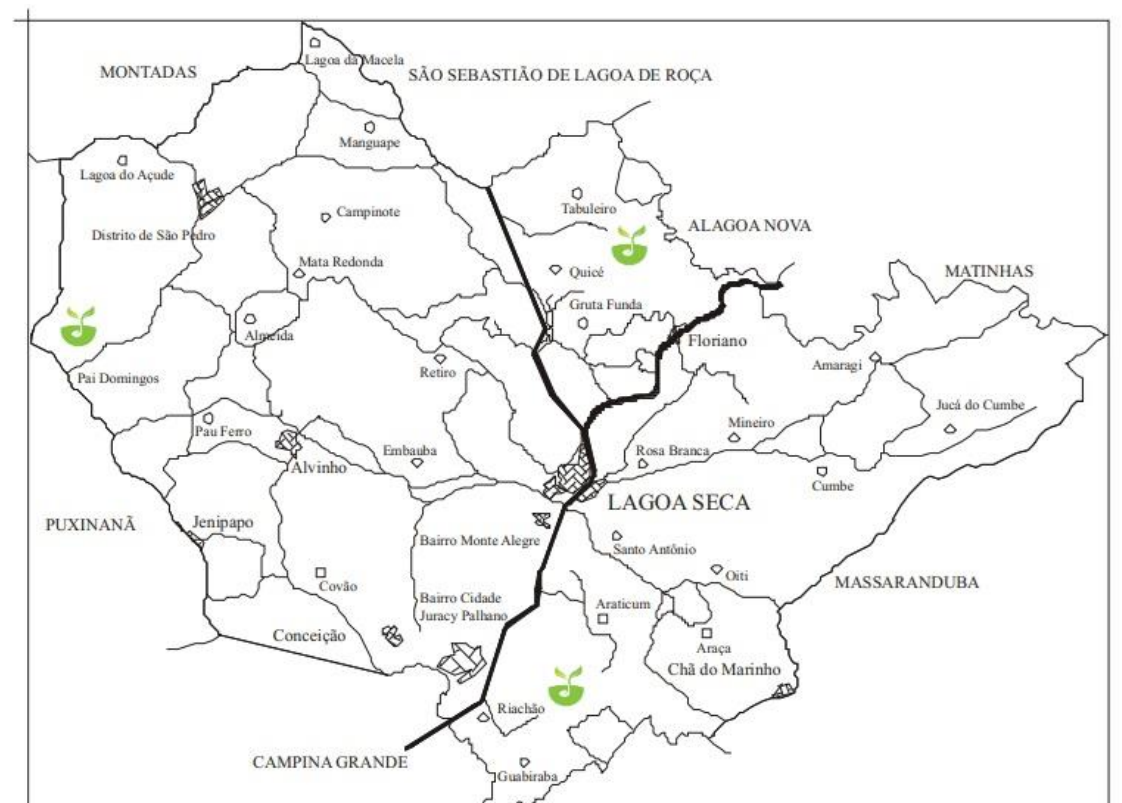 Lagoa da Macela
MONTADAS
SÃO SEBASTIÃO DE LAGOA DE ROÇA
Manguape
Lagoa do Açude
Campinote
Tabuleiro
Distrito de São Pedro
ALAGOA NOVA
Mata Redonda
Quicé
MATINHAS
Gruta Funda
Almeida
Floriano
Retiro
Amaragi
Pai Domingos
Jucá do Cumbe
Pau Ferro
Mineiro
Embauba
Rosa Branca
Alvinho
Cumbe
LAGOA SECA
PUXINANÃ
Jenipapo
Bairro Monte Alegre
Santo Antônio
Oiti
MASSARANDUBA
Covão
Bairro Cidade
Juracy Palhano
Araticum
Conceição
Araça
Chã do Marinho
Riachão
CAMPINA GRANDE
Guabiraba